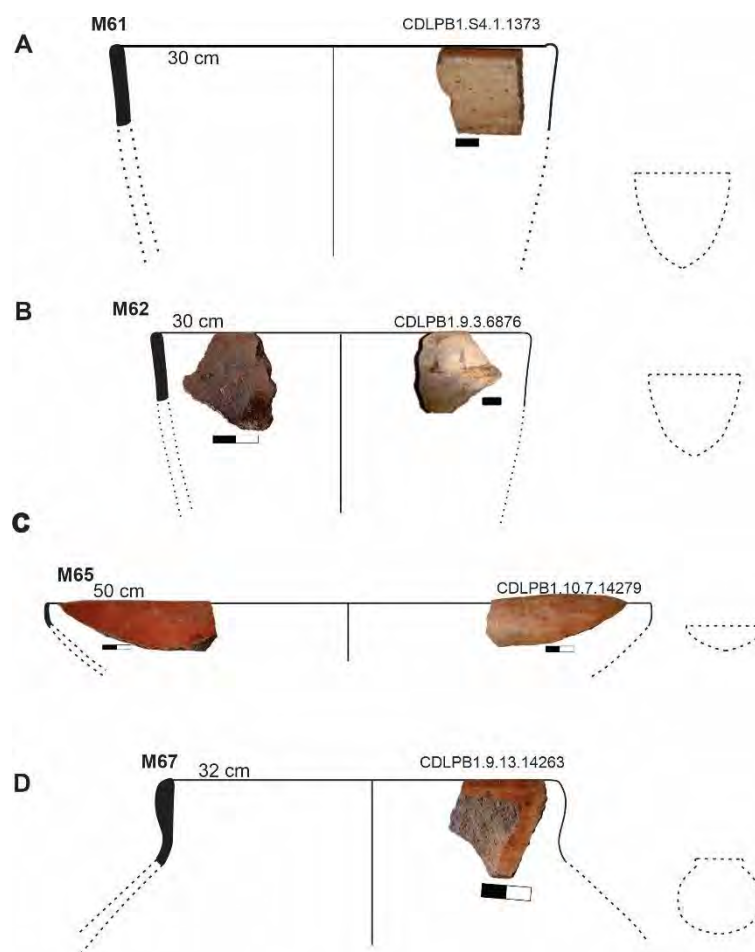 A
M61
CDLPB1.S4.1.1373
30 cm
B
M62
30 cm
CDLPB1.9.3.6876
C
M65
50 cm
CDLPB1.10.7.14279
D
M67
32 cm
CDLPB1.9.13.14263